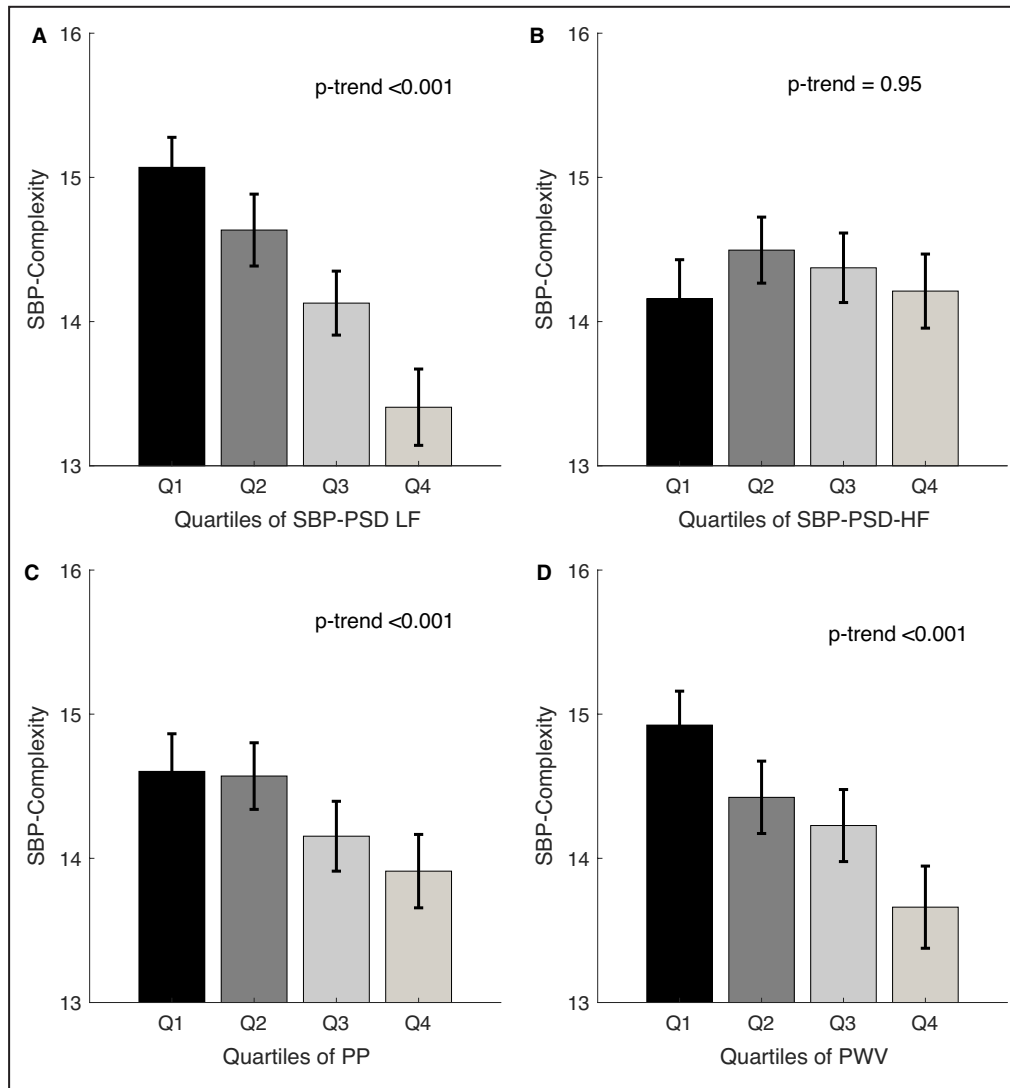 A
16
15
14
13
SBP-Complexity
p-trend <0.001
Q1 Q2 Q3 Q4
Quartiles of SBP-PSD LF
B
16
15
14
13
SBP-Complexity
p-trend = 0.95
Q1 Q2 Q3 Q4
Quartiles of SBP-PSD-HF
C
16
15
14
13
SBP-Complexity
p-trend <0.001
Q1 Q2 Q3 Q4
Quartiles of PP
D
16
15
14
13
SBP-Complexity
p-trend <0.001
Q1 Q2 Q3 Q4
Quartiles of PWV